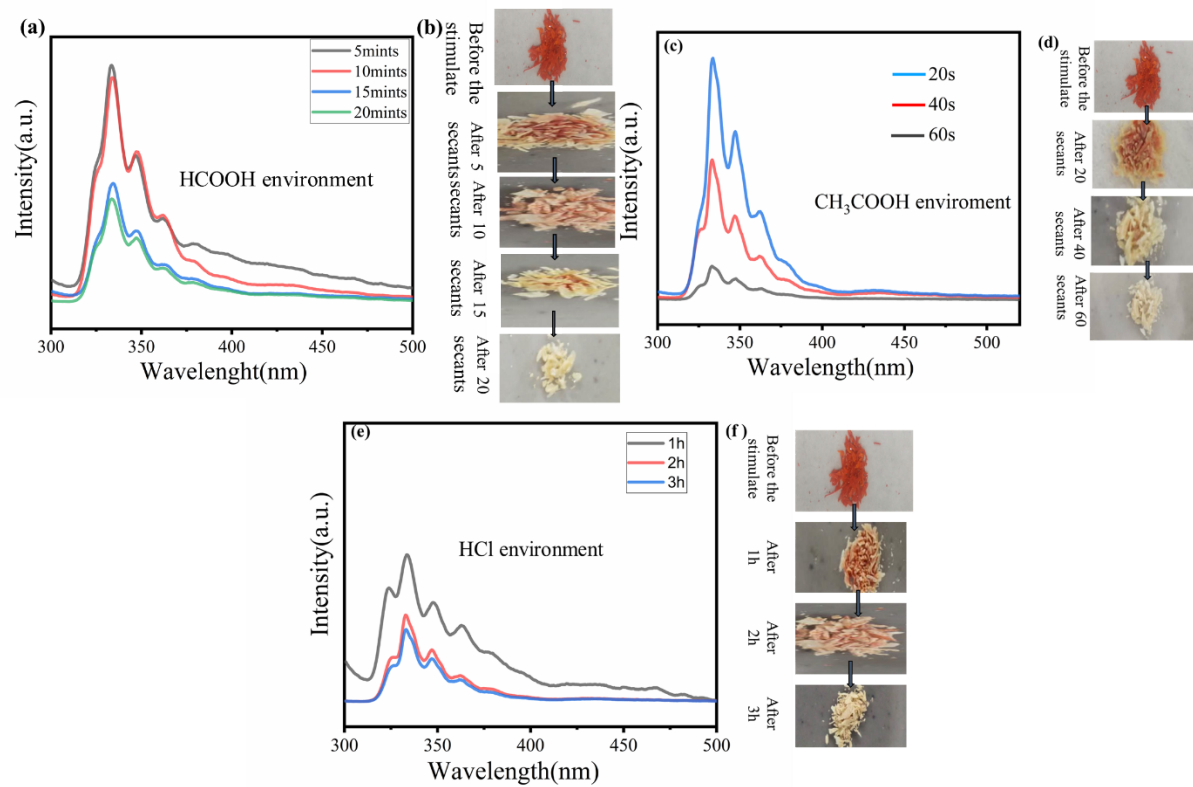 (a)
5mints
10mints
15mints
20mints
HCOOH environment
Intensity(a.u.)
300
350
400
450
500
Wavelenght(nm)
(b)
Before the
stimulate
After 5
secants
After 10
secants
After 15
secants
After 20
secants
(c)
20s
40s
60s
CH₃COOH enviroment
Intensity(a.u.)
300
350
400
450
500
Wavelength(nm)
(d)
Before the
stimulate
After 20
secants
After 40
secants
After 60
secants
(e)
1h
2h
3h
HCl environment
Intensity(a.u.)
300
350
400
450
500
Wavelength(nm)
(f)
Before the
stimulate
After
1h
After
2h
After
3h